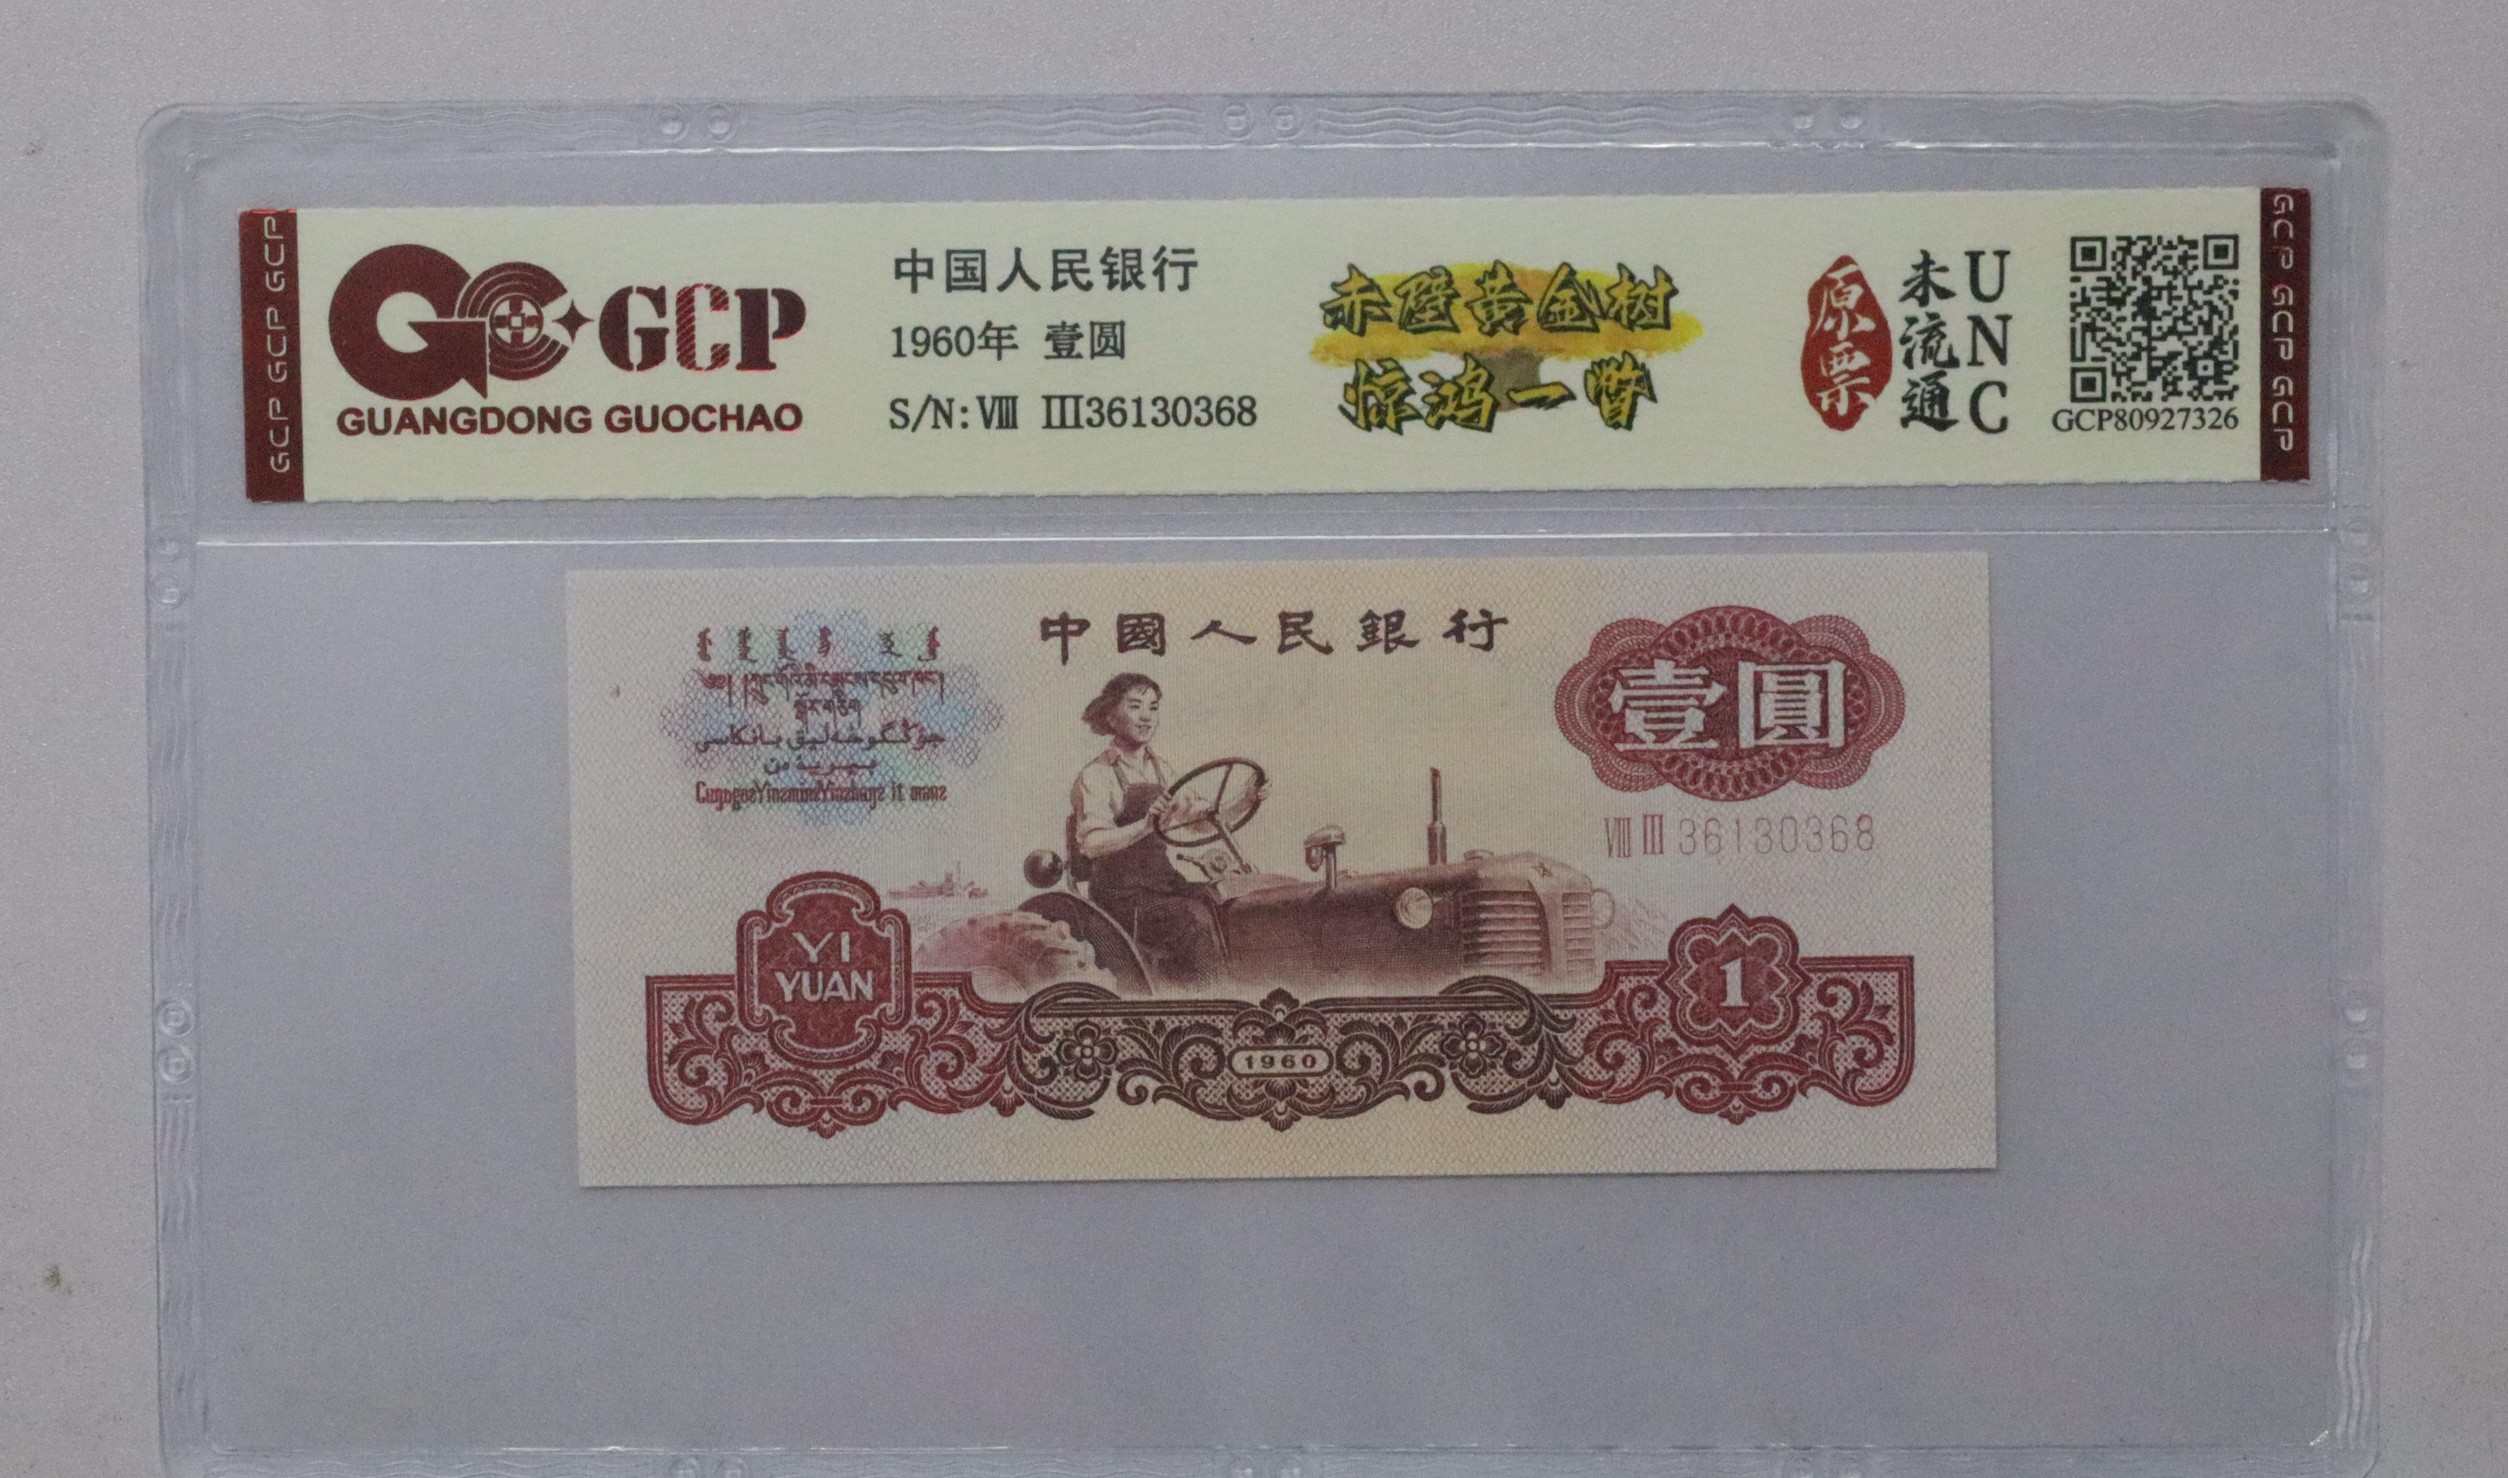 GCP GCP GCP
GCP
GUANGDONG GUOCHAO
中国人民银行
1960年 壹圆
S/N: Ⅷ Ⅲ36130368
赤壁黄金树
惊鸿一瞥
原票
未流通
UNC
GCP80927326
GCP GCP GCP
中國人民銀行
壹圓
Ⅷ Ⅲ 36130368
YI
YUAN
1960
1